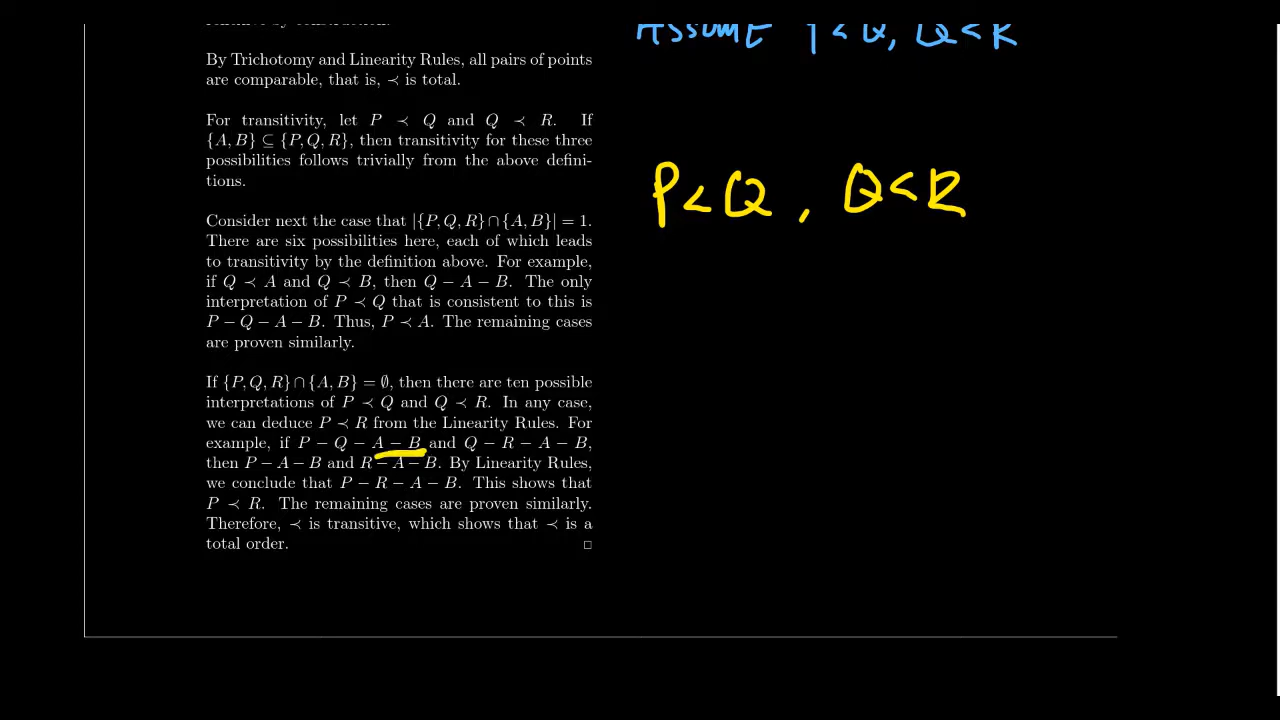 By Trichotomy and Linearity Rules, all pairs of points
are comparable, that is, ≺ is total.
For transitivity, let P ≺ Q and Q ≺ R. If
{A, B} ⊆ {P, Q, R}, then transitivity for these three
possibilities follows trivially from the above defini-
tions.
Consider next the case that |{P, Q, R} ∩ {A, B}| = 1.
There are six possibilities here, each of which leads
to transitivity by the definition above. For example,
if Q ≺ A and Q ≺ B, then Q − A − B. The only
interpretation of P ≺ Q that is consistent to this is
P − Q − A − B. Thus, P ≺ A. The remaining cases
are proven similarly.
If {P, Q, R} ∩ {A, B} = ∅, then there are ten possible
interpretations of P ≺ Q and Q ≺ R. In any case,
we can deduce P ≺ R from the Linearity Rules. For
example, if P − Q − A − B and Q − R − A − B,
then P − A − B and R − A − B. By Linearity Rules,
we conclude that P − R − A − B. This shows that
P ≺ R. The remaining cases are proven similarly.
Therefore, ≺ is transitive, which shows that ≺ is a
total order. □
ASSUME P < Q, Q < R
P < Q , Q < R